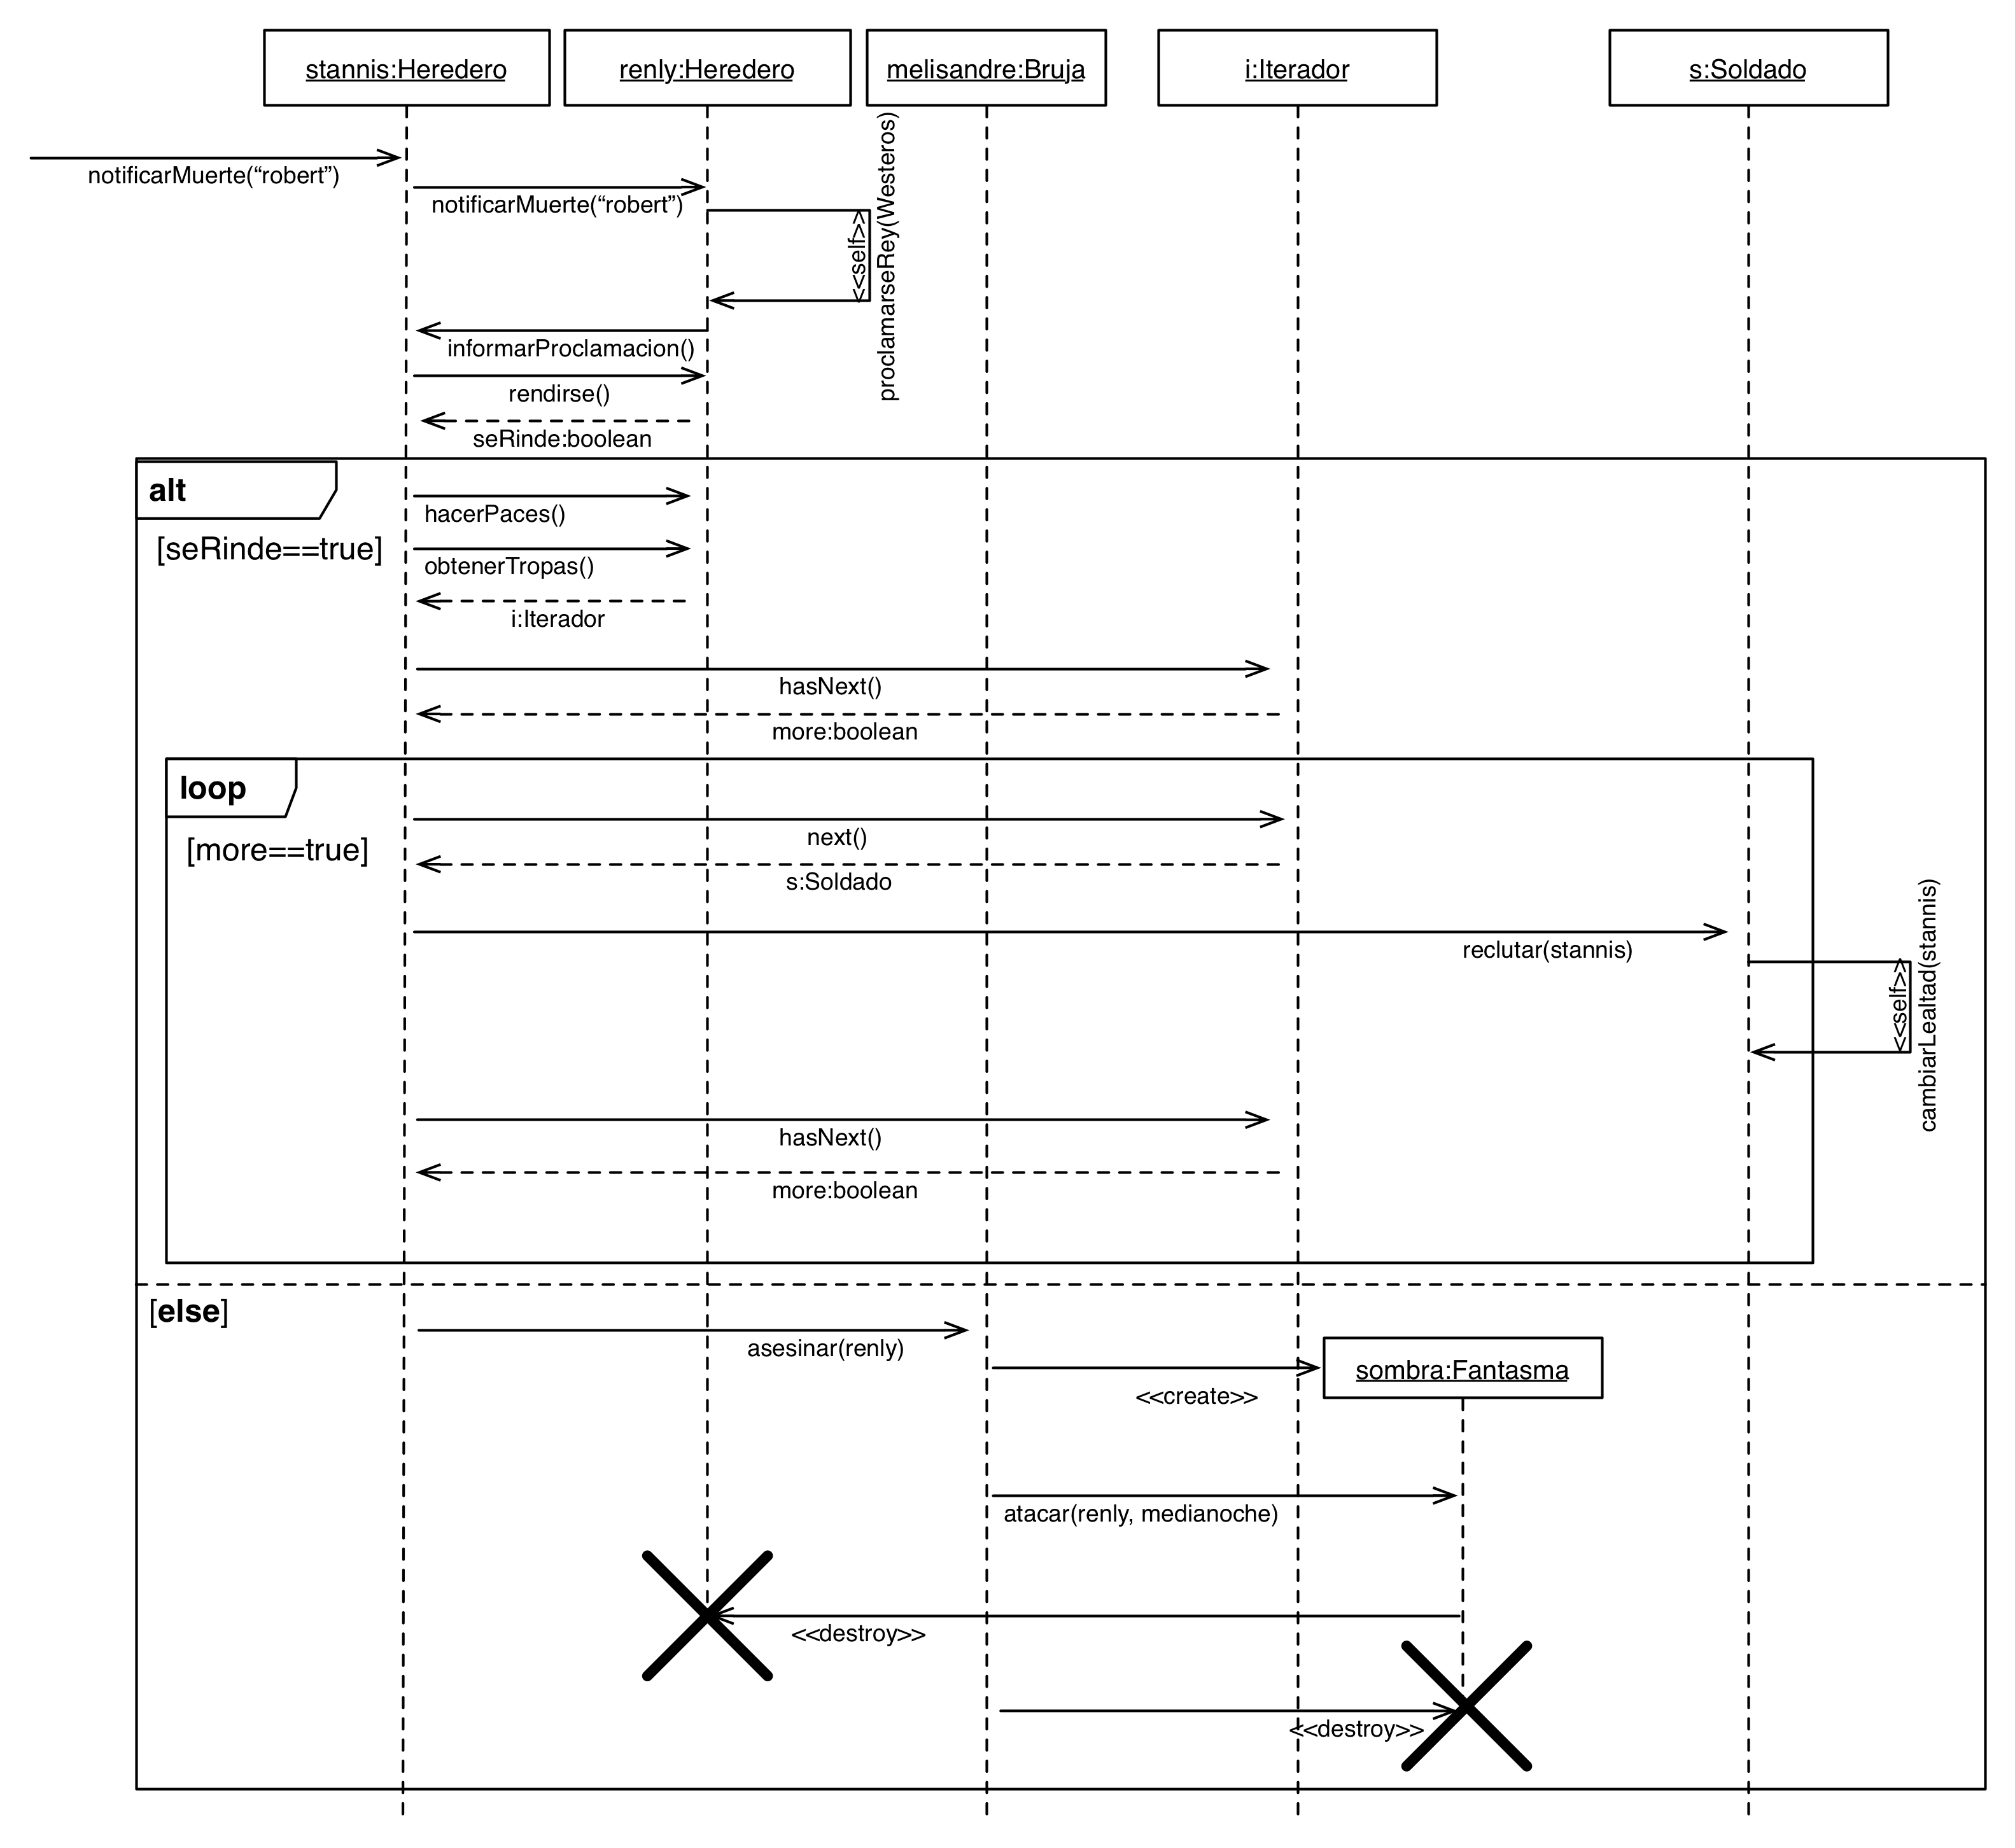 stannis:Heredero
renly:Heredero
melisandre:Bruja
i:Iterador
s:Soldado
notificarMuerte(“robert”)
notificarMuerte(“robert”)
<<self>>
proclamarseRey(Westeros)
informarProclamacion()
rendirse()
seRinde:boolean
alt
[seRinde==true]
hacerPaces()
obtenerTropas()
i:Iterador
hasNext()
more:boolean
loop
[more==true]
next()
s:Soldado
reclutar(stannis)
<<self>>
cambiarLealtad(stannis)
hasNext()
more:boolean
[else]
asesinar(renly)
<<create>>
sombra:Fantasma
atacar(renly, medianoche)
<<destroy>>
<<destroy>>